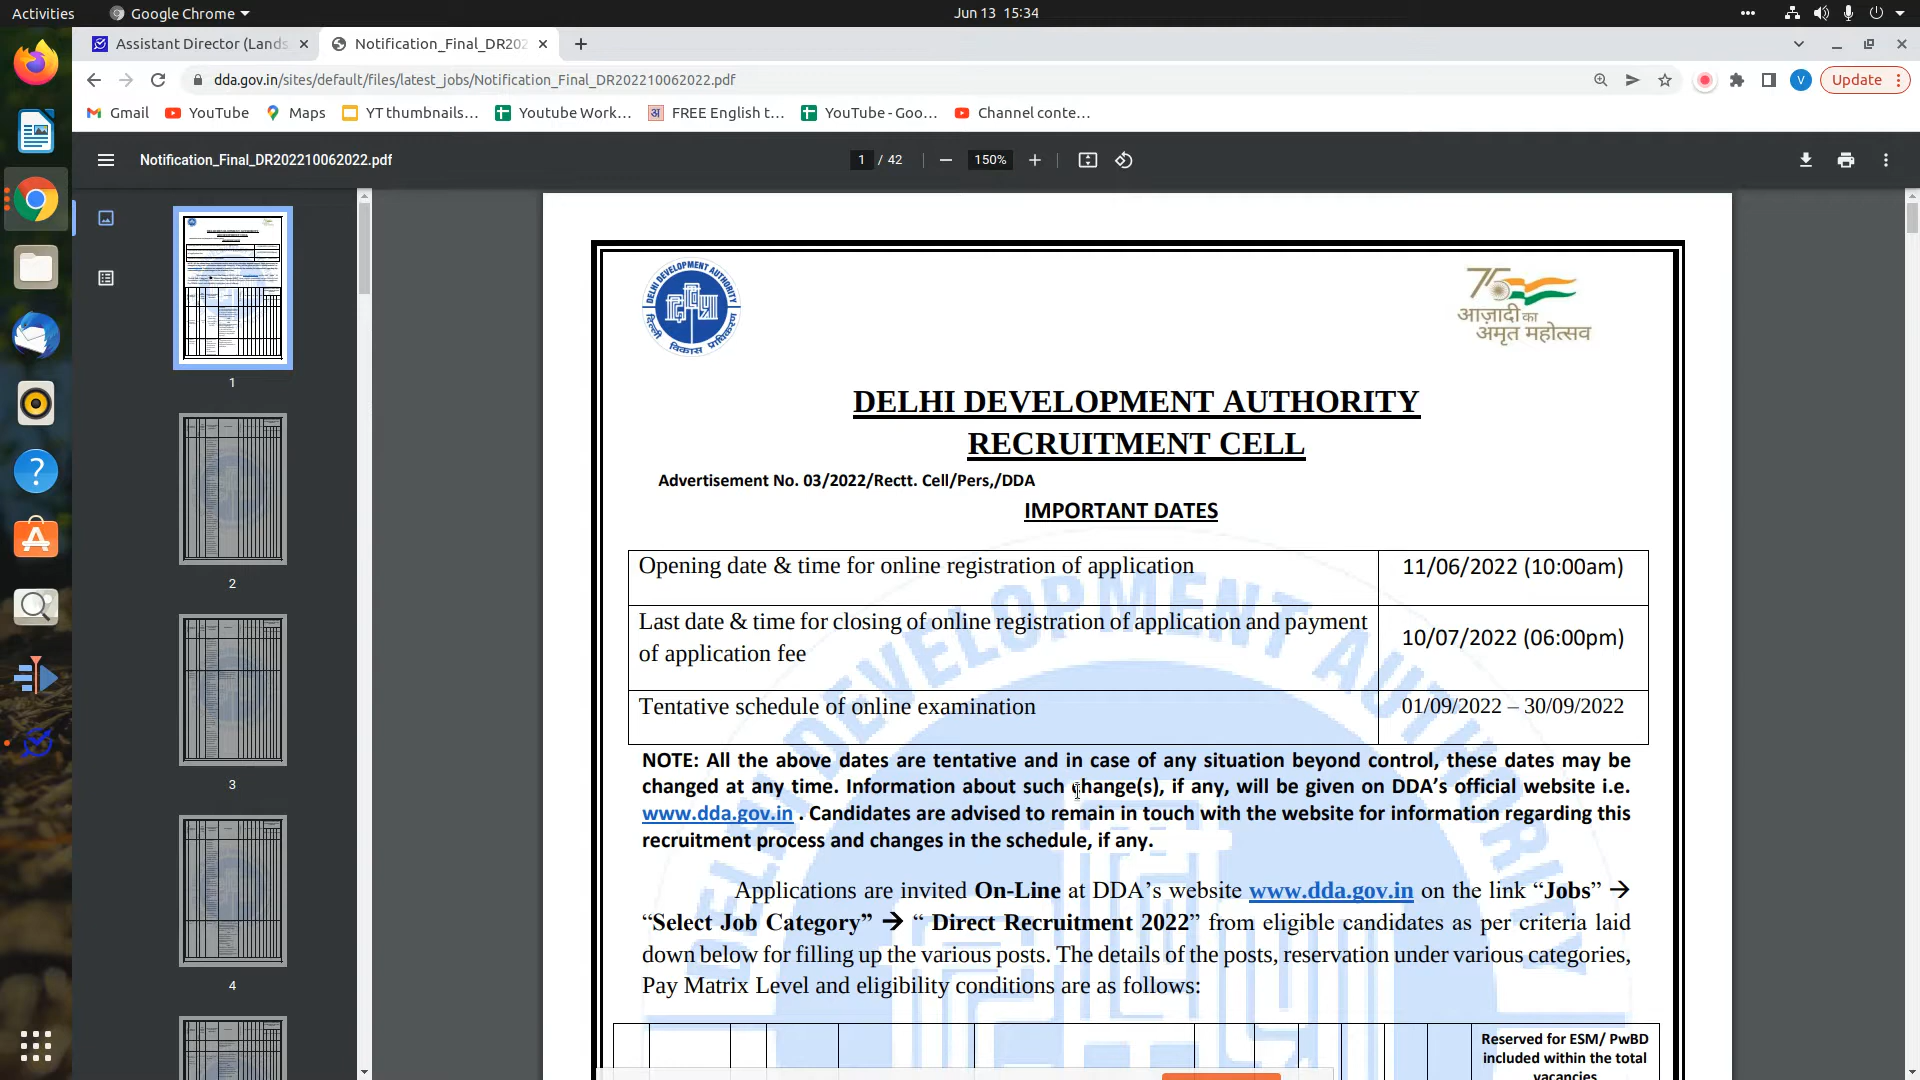 Activities
Google Chrome
Jun 13 15:34
Assistant Director (Lands
Notification_Final_DR202
dda.gov.in/sites/default/files/latest_jobs/Notification_Final_DR202210062022.pdf
V
Update
Gmail
YouTube
Maps
YT thumbnails...
Youtube Work...
FREE English t...
YouTube - Goo...
Channel conte...
Notification_Final_DR202210062022.pdf
1 / 42
150%
1
2
3
4
DELHI DEVELOPMENT AUTHORITY
दिल्ली विकास प्राधिकरण
75
आज़ादी का
अमृत महोत्सव
DELHI DEVELOPMENT AUTHORITY
RECRUITMENT CELL
Advertisement No. 03/2022/Rectt. Cell/Pers,/DDA
IMPORTANT DATES
Opening date & time for online registration of application
11/06/2022 (10:00am)
Last date & time for closing of online registration of application and payment
of application fee
10/07/2022 (06:00pm)
Tentative schedule of online examination
01/09/2022 – 30/09/2022
NOTE: All the above dates are tentative and in case of any situation beyond control, these dates may be
changed at any time. Information about such change(s), if any, will be given on DDA’s official website i.e.
www.dda.gov.in . Candidates are advised to remain in touch with the website for information regarding this
recruitment process and changes in the schedule, if any.
Applications are invited On-Line at DDA’s website www.dda.gov.in on the link “Jobs” →
“Select Job Category” → “ Direct Recruitment 2022” from eligible candidates as per criteria laid
down below for filling up the various posts. The details of the posts, reservation under various categories,
Pay Matrix Level and eligibility conditions are as follows:
Reserved for ESM/ PwBD
included within the total
vacancies